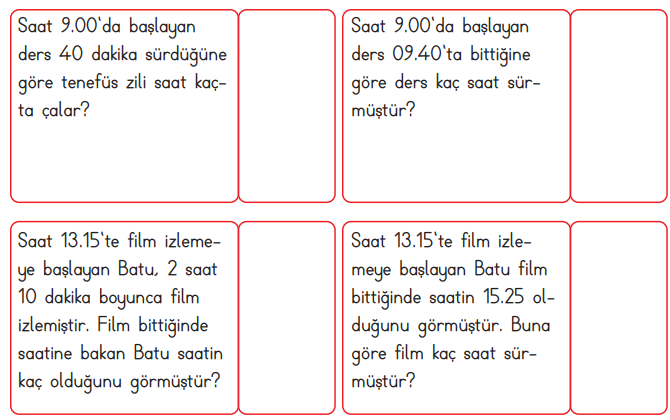 Saat 9.00'da başlayan
ders 40 dakika sürdüğüne
göre tenefüs zili saat kaç-
ta çalar?
Saat 9.00'da başlayan
ders 09.40'ta bittiğine
göre ders kaç saat sür-
müştür?
Saat 13.15'te film izleme-
ye başlayan Batu, 2 saat
10 dakika boyunca film
izlemiştir. Film bittiğinde
saatine bakan Batu saatin
kaç olduğunu görmüştür?
Saat 13.15'te film izle-
meye başlayan Batu film
bittiğinde saatin 15.25 ol-
duğunu görmüştür. Buna
göre film kaç saat sür-
müştür?